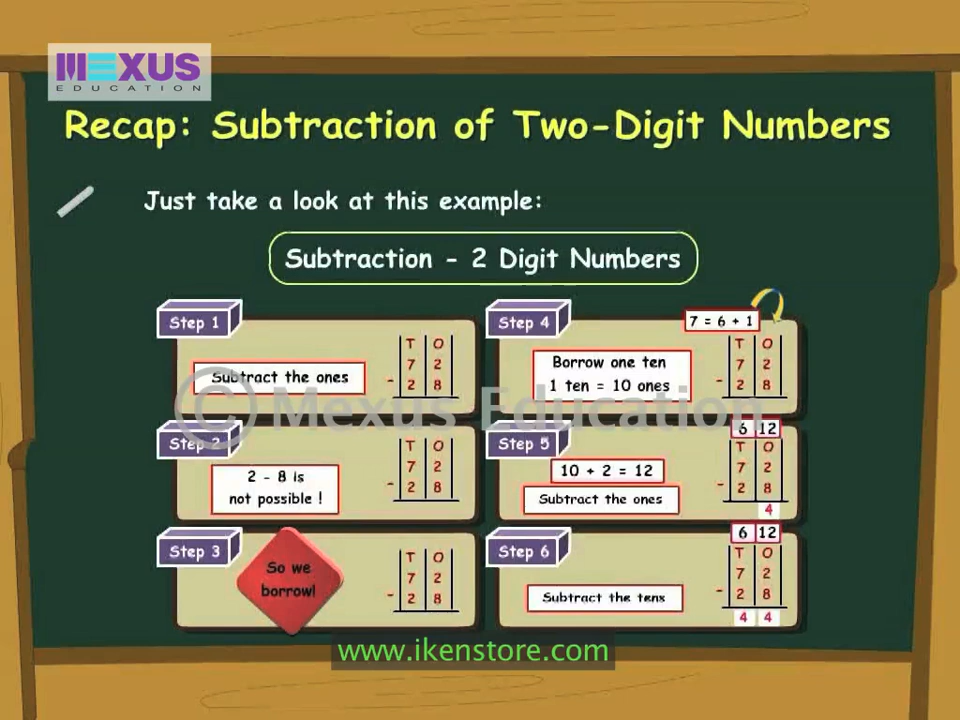 MEXUS
EDUCATION
Recap: Subtraction of Two-Digit Numbers
Just take a look at this example:
Subtraction - 2 Digit Numbers
Step 1
Subtract the ones
T O
7 2
- 2 8
Step 2
2 - 8 is
not possible !
T O
7 2
- 2 8
Step 3
So we
borrow!
T O
7 2
- 2 8
Step 4
7 = 6 + 1
Borrow one ten
1 ten = 10 ones
T O
7 2
- 2 8
Step 5
10 + 2 = 12
Subtract the ones
6 12
T O
7 2
- 2 8
4
Step 6
Subtract the tens
6 12
T O
7 2
- 2 8
4 4
© Mexus Education
www.ikenstore.com